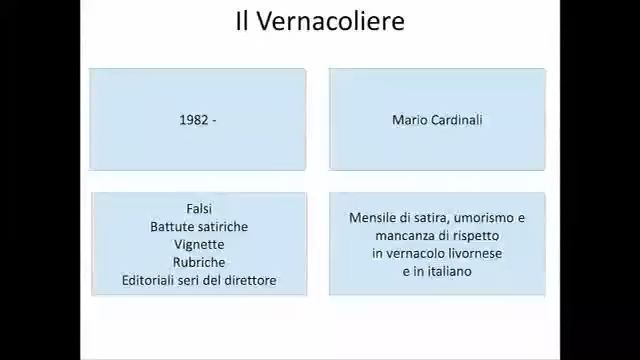 Il Vernacoliere
1982 -
Mario Cardinali
Falsi
Battute satiriche
Vignette
Rubriche
Editoriali seri del direttore
Mensile di satira, umorismo e
mancanza di rispetto
in vernacolo livornese
e in italiano